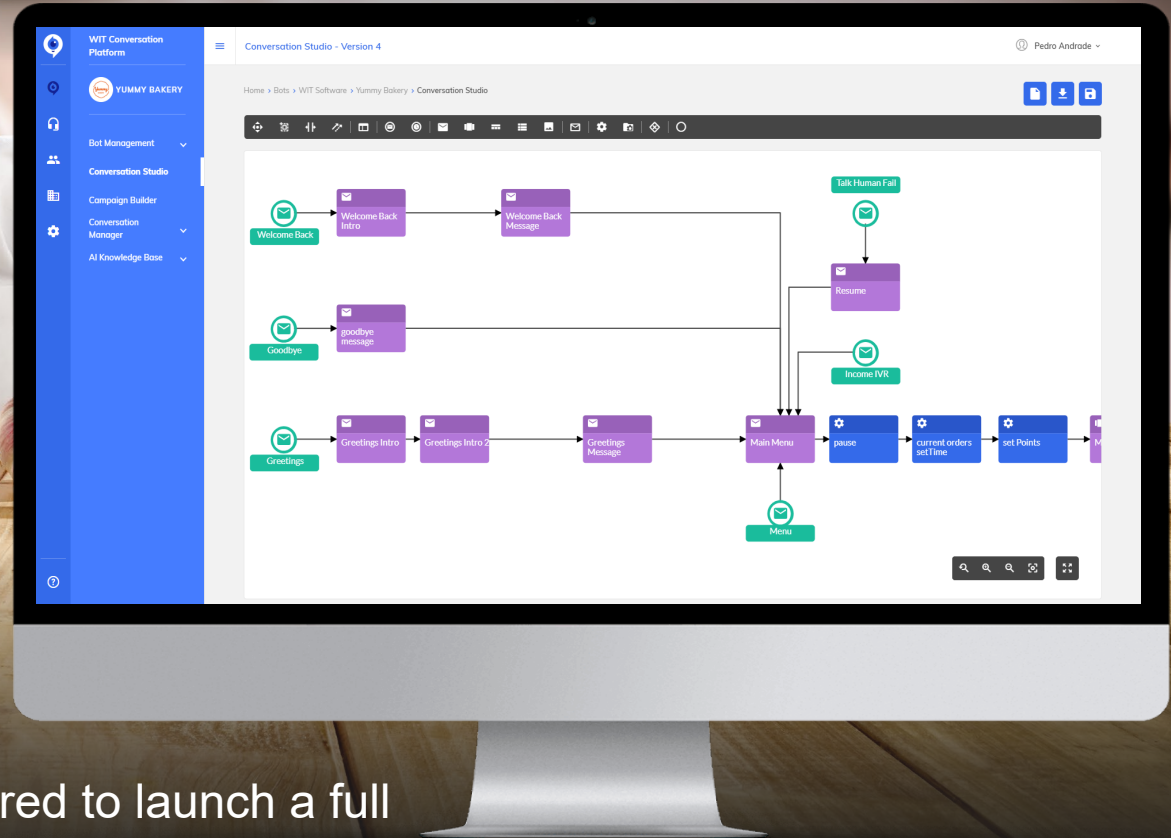 WIT Conversation
Platform
Conversation Studio - Version 4
Pedro Andrade
YUMMY BAKERY
Home > Bots > WIT Software > Yummy Bakery > Conversation Studio
Bot Management
Conversation Studio
Campaign Builder
Conversation
Manager
AI Knowledge Base
Talk Human Fail
Welcome Back
Welcome Back
Intro
Welcome Back
Message
Resume
Goodbye
goodbye
message
Income IVR
Greetings
Greetings Intro
Greetings Intro 2
Greetings
Message
Main Menu
pause
current orders
setTime
set Points
M
Menu
red to launch a full